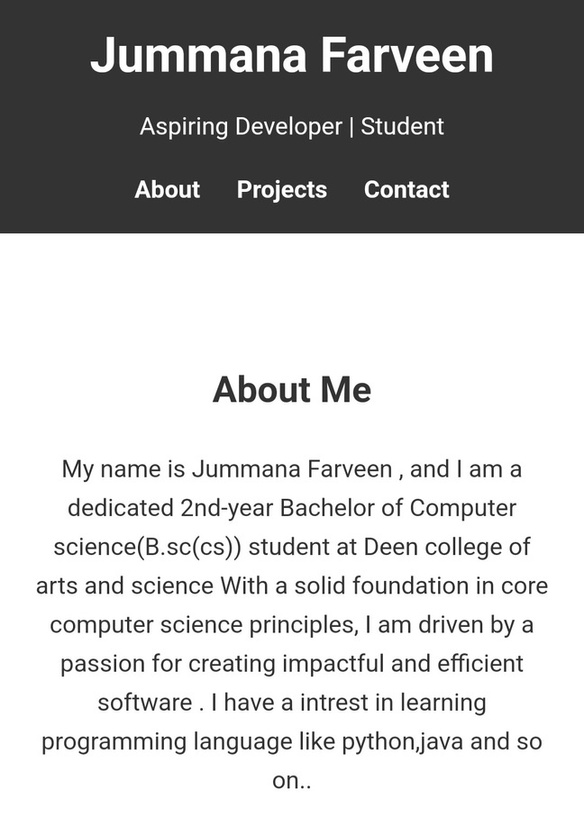 Jummana Farveen
Aspiring Developer | Student
About Projects Contact
About Me
My name is Jummana Farveen , and I am a
dedicated 2nd-year Bachelor of Computer
science(B.sc(cs)) student at Deen college of
arts and science With a solid foundation in core
computer science principles, I am driven by a
passion for creating impactful and efficient
software . I have a intrest in learning
programming language like python,java and so
on..